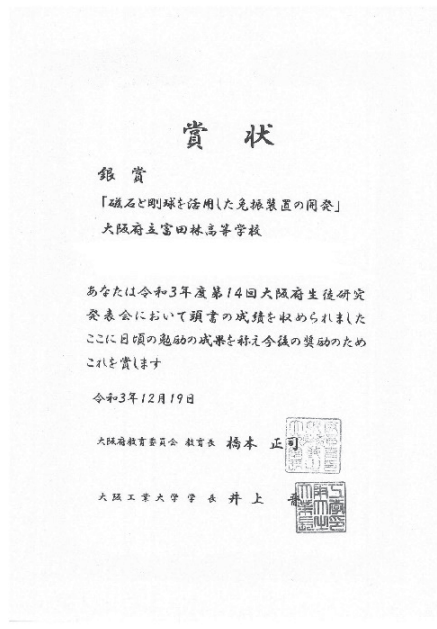 賞状
銀賞
「磁石と剛球を活用した免振装置の開発」
大阪府立富田林高等学校
あなたは令和3年度第14回大阪府生徒研究
発表会において頭書の成績を収められました
ここに日頃の勉励の成果を称え今後の奨励のため
これを賞します
令和3年12月19日
大阪府教育委員会 教育長 橋本 正司
大阪工業大学学長 井上